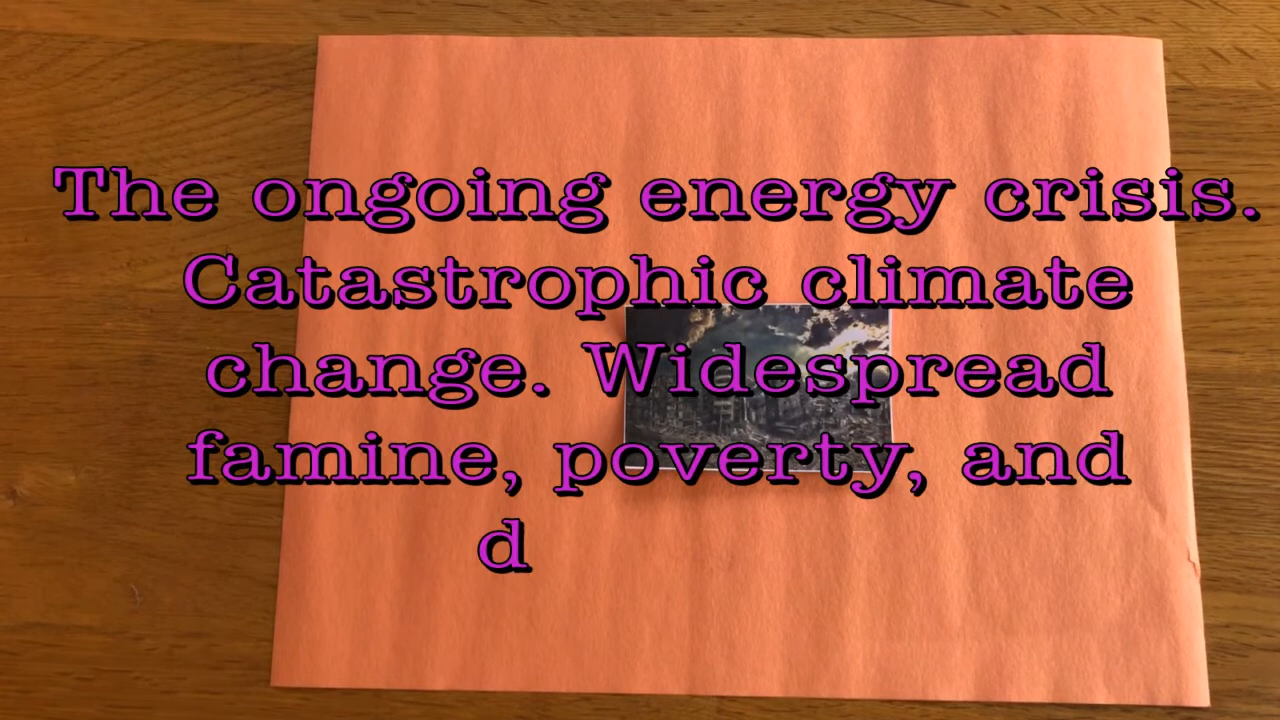 The ongoing energy crisis.
Catastrophic climate
change. Widespread
famine, poverty, and
d